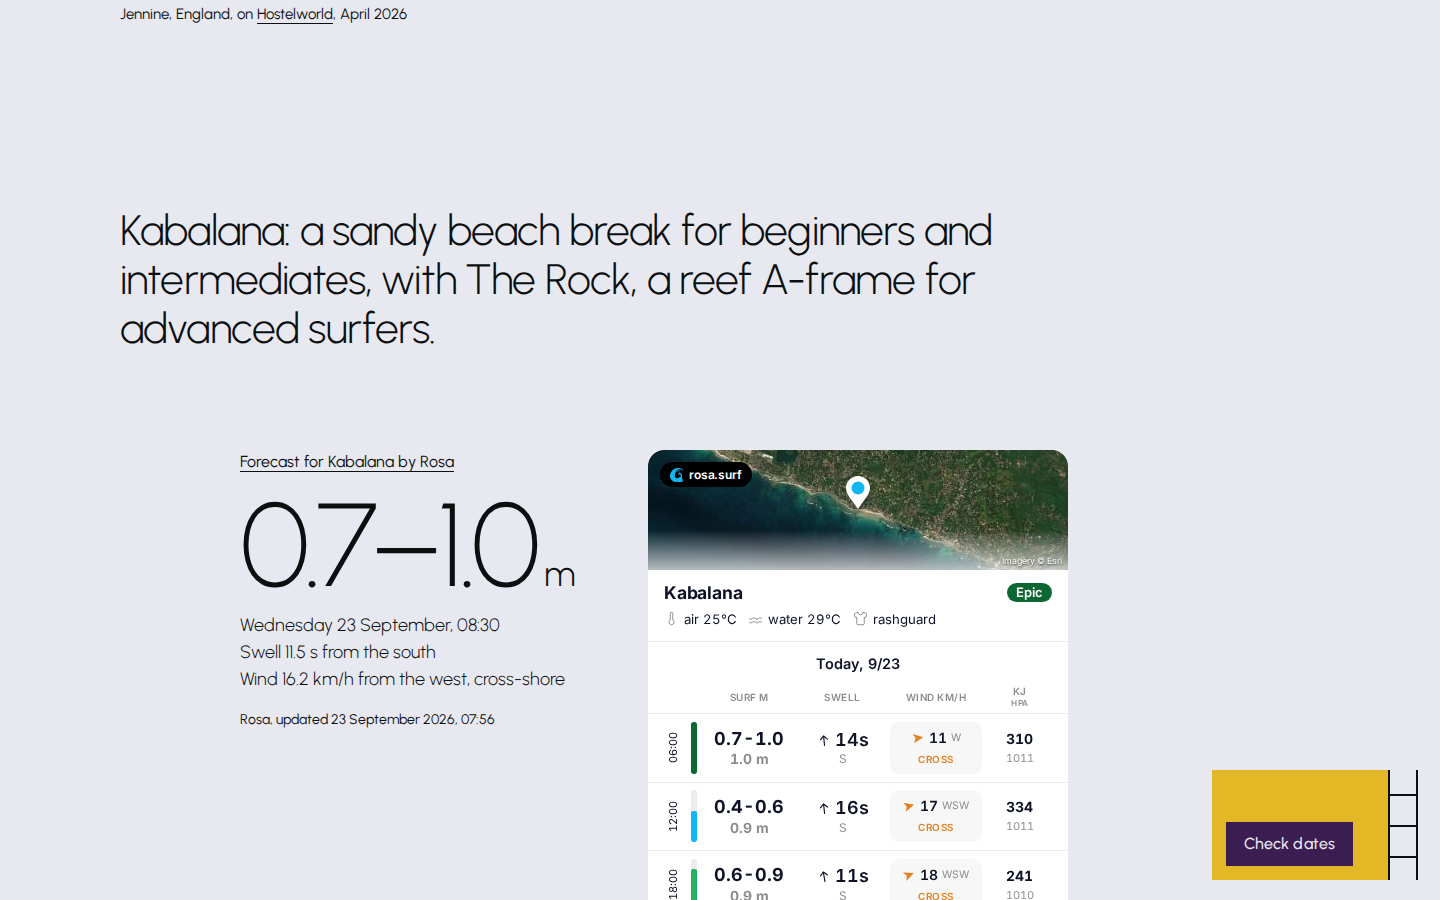 Jennine, England, on Hostelworld, April 2026
Kabalana: a sandy beach break for beginners and
intermediates, with The Rock, a reef A-frame for
advanced surfers.
Forecast for Kabalana by Rosa
0.7–1.0 m
Wednesday 23 September, 08:30
Swell 11.5 s from the south
Wind 16.2 km/h from the west, cross-shore
Rosa, updated 23 September 2026, 07:56
rosa.surf
Imagery © Esri
Kabalana
Epic
air 25°C water 29°C rashguard
Today, 9/23
SURF M SWELL WIND KM/H KJ
HPA
06:00 0.7-1.0 ↑ 14s 11 W 310
1.0 m S CROSS 1011
12:00 0.4-0.6 ↑ 16s 17 WSW 334
0.9 m S CROSS 1011
18:00 0.6-0.9 ↑ 11s 18 WSW 241
0.9 m S CROSS 1010
Check dates